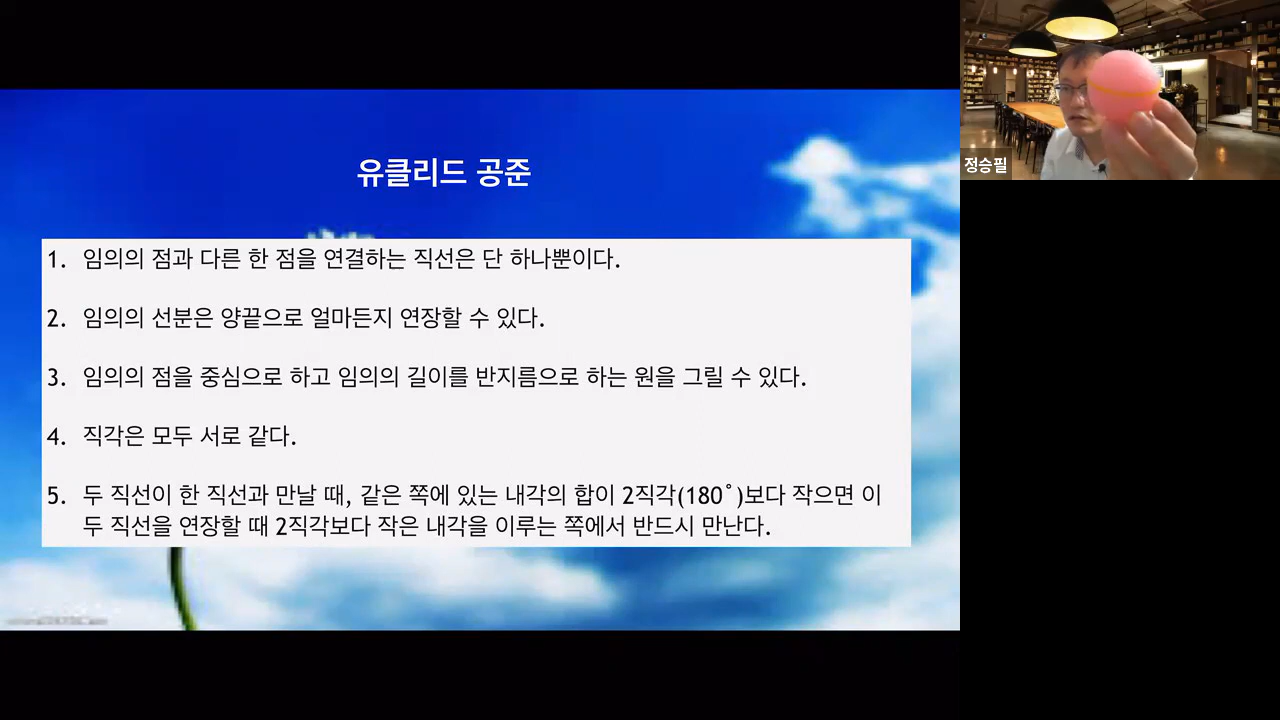 유클리드 공준
1. 임의의 점과 다른 한 점을 연결하는 직선은 단 하나뿐이다.
2. 임의의 선분은 양끝으로 얼마든지 연장할 수 있다.
3. 임의의 점을 중심으로 하고 임의의 길이를 반지름으로 하는 원을 그릴 수 있다.
4. 직각은 모두 서로 같다.
5. 두 직선이 한 직선과 만날 때, 같은 쪽에 있는 내각의 합이 2직각(180˚)보다 작으면 이
두 직선을 연장할 때 2직각보다 작은 내각을 이루는 쪽에서 반드시 만난다.
정승필